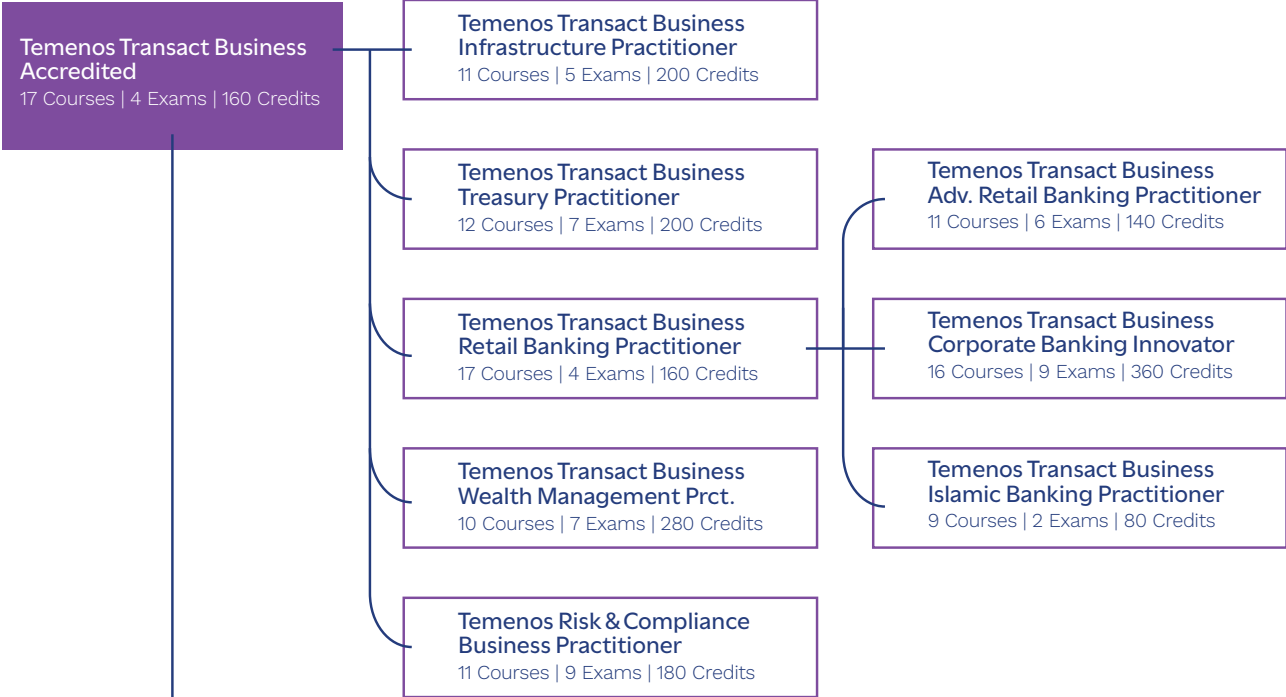 Temenos Transact Business
Accredited
17 Courses | 4 Exams | 160 Credits
Temenos Transact Business
Infrastructure Practitioner
11 Courses | 5 Exams | 200 Credits
Temenos Transact Business
Treasury Practitioner
12 Courses | 7 Exams | 200 Credits
Temenos Transact Business
Adv. Retail Banking Practitioner
11 Courses | 6 Exams | 140 Credits
Temenos Transact Business
Retail Banking Practitioner
17 Courses | 4 Exams | 160 Credits
Temenos Transact Business
Corporate Banking Innovator
16 Courses | 9 Exams | 360 Credits
Temenos Transact Business
Wealth Management Prct.
10 Courses | 7 Exams | 280 Credits
Temenos Transact Business
Islamic Banking Practitioner
9 Courses | 2 Exams | 80 Credits
Temenos Risk & Compliance
Business Practitioner
11 Courses | 9 Exams | 180 Credits